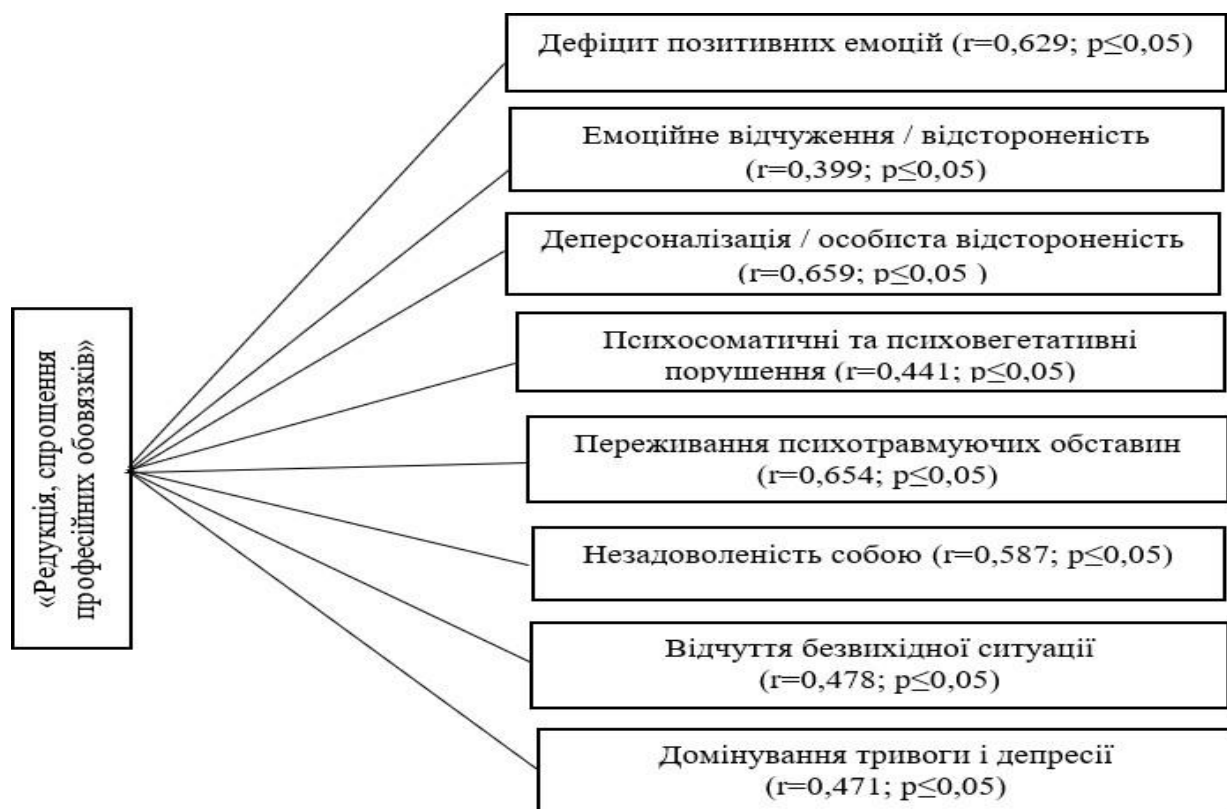 «Редукція, спрощення
професійних обовязків»
Дефіцит позитивних емоцій (r=0,629; p≤0,05)
Емоційне відчуження / відстороненість
(r=0,399; p≤0,05)
Деперсоналізація / особиста відстороненість
(r=0,659; p≤0,05 )
Психосоматичні та психовегетативні
порушення (r=0,441; p≤0,05)
Переживання психотравмуючих обставин
(r=0,654; p≤0,05)
Незадоволеність собою (r=0,587; p≤0,05)
Відчуття безвихідної ситуації
(r=0,478; p≤0,05)
Домінування тривоги і депресії
(r=0,471; p≤0,05)